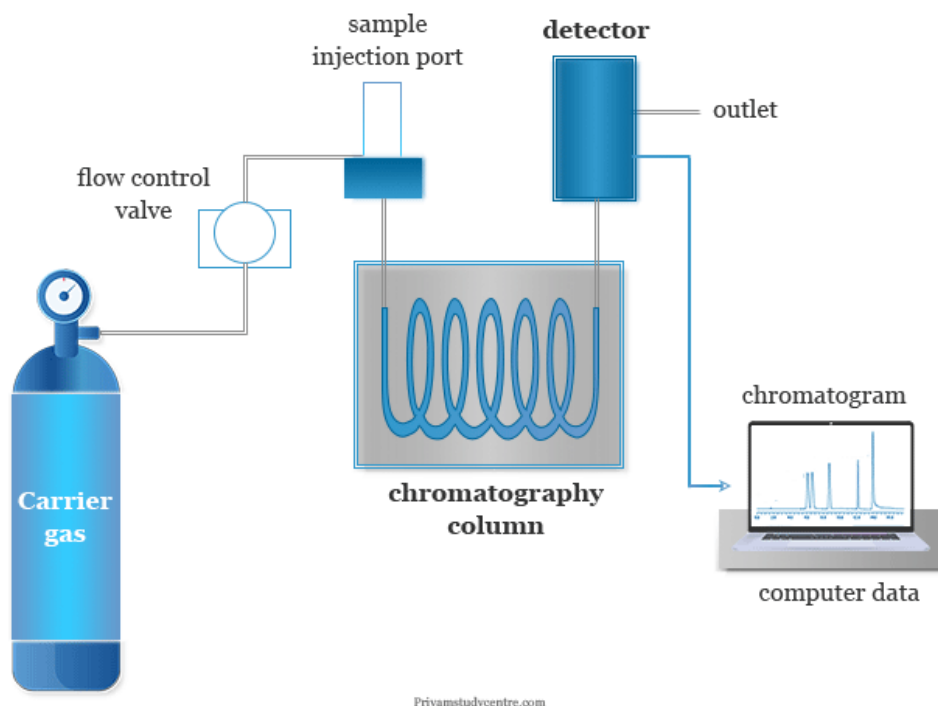 sample
injection port
detector
outlet
flow control
valve
chromatogram
Carrier
gas
chromatography
column
computer data
Priyamstudycentre.com